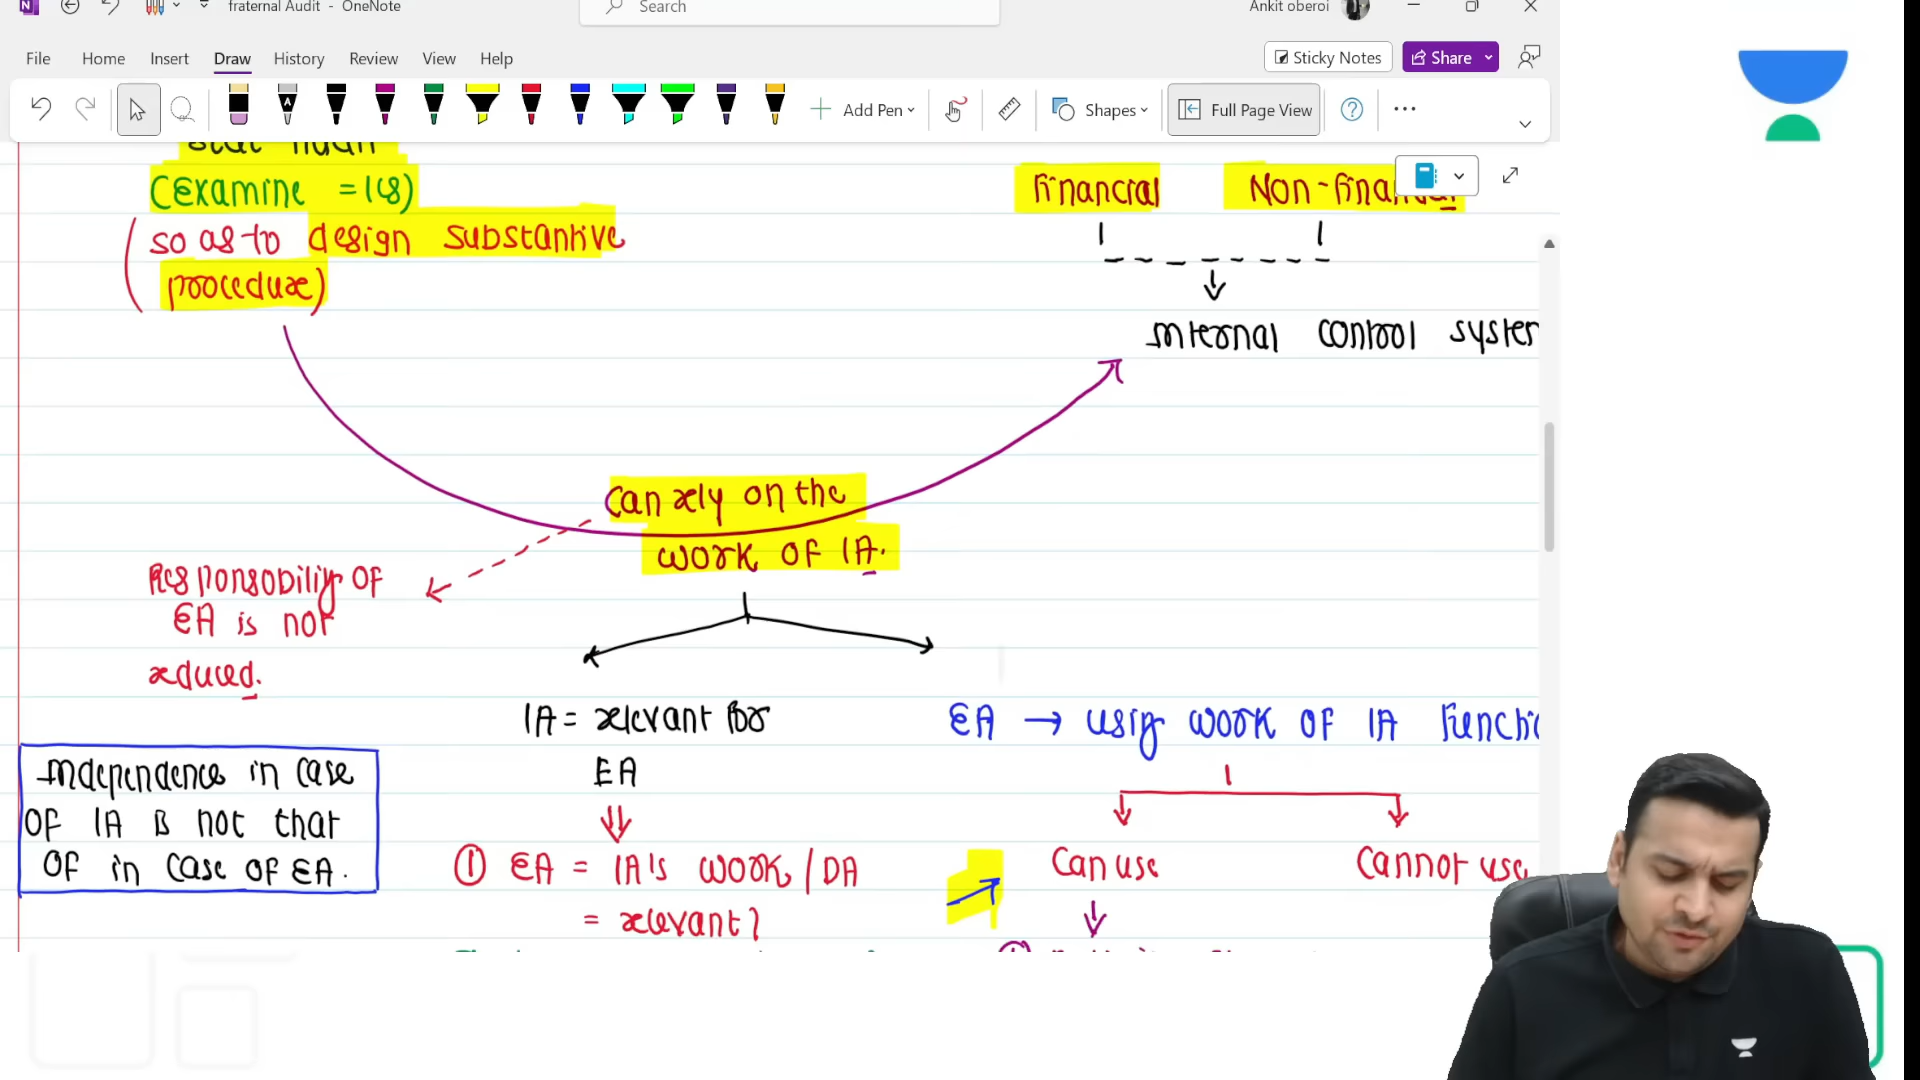 fraternal Audit - OneNote
Search
Ankit oberoi
File Home Insert Draw History Review View Help
Sticky Notes
Share
Add Pen
Shapes
Full Page View
(examine = ICS)
(so as to design substantive
procedure)
Financial
Non-Finan
Internal control system
can rely on the
work of IA.
Responsobiliy of
EA is not
reduced.
IA = relevant for
EA
EA → using work of IA Functio
Independence in case
OF IA is not that
OF in case of EA.
① EA = IA's work / DA
= relevant?
Can use
Cannot use